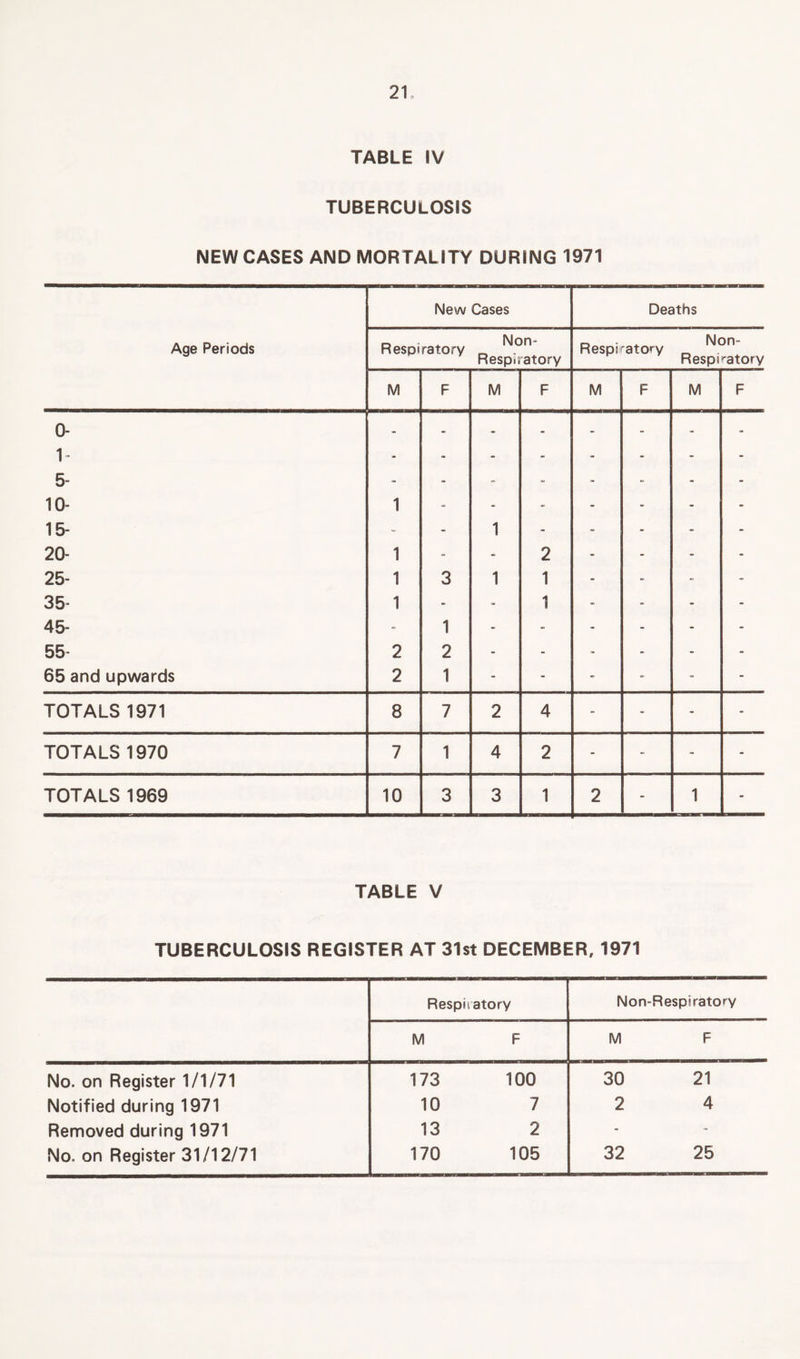 21.
TABLE IV
TUBERCULOSIS
NEW CASES AND MORTALITY DURING 1971
Age Periods | New Cases | Deaths
Respiratory | Non-Respiratory | Respiratory | Non-Respiratory
M | F | M | F | M | F | M | F
0- | - | - | - | - | - | - | - | -
1- | - | - | - | - | - | - | - | -
5- | - | - | - | - | - | - | - | -
10- | 1 | - | - | - | - | - | - | -
15- | - | - | 1 | - | - | - | - | -
20- | 1 | - | - | 2 | - | - | - | -
25- | 1 | 3 | 1 | 1 | - | - | - | -
35- | 1 | - | - | 1 | - | - | - | -
45- | - | 1 | - | - | - | - | - | -
55- | 2 | 2 | - | - | - | - | - | -
65 and upwards | 2 | 1 | - | - | - | - | - | -
TOTALS 1971 | 8 | 7 | 2 | 4 | - | - | - | -
TOTALS 1970 | 7 | 1 | 4 | 2 | - | - | - | -
TOTALS 1969 | 10 | 3 | 3 | 1 | 2 | - | 1 | -
TABLE V
TUBERCULOSIS REGISTER AT 31st DECEMBER, 1971
Respiratory | Non-Respiratory
M | F | M | F
No. on Register 1/1/71 | 173 | 100 | 30 | 21
Notified during 1971 | 10 | 7 | 2 | 4
Removed during 1971 | 13 | 2 | - | -
No. on Register 31/12/71 | 170 | 105 | 32 | 25